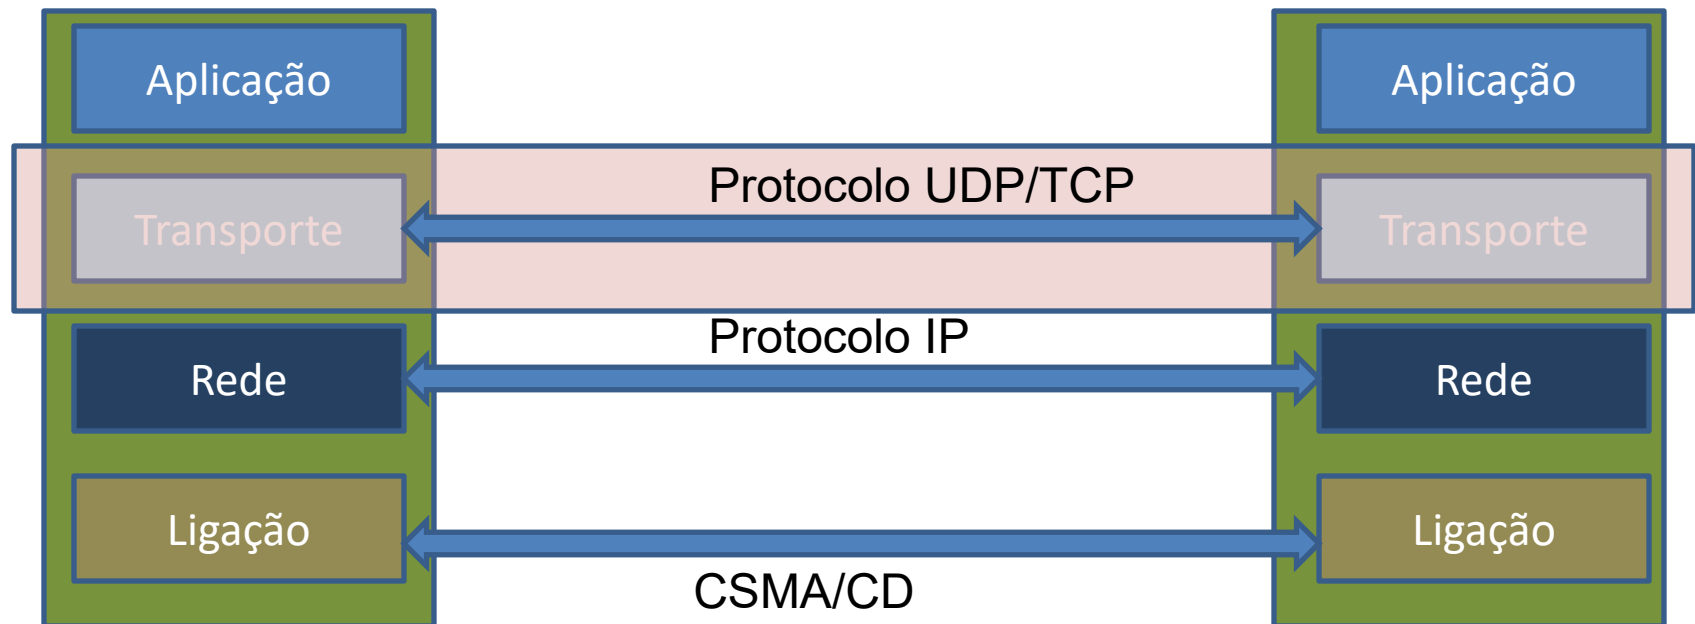 Aplicação
Aplicação
Protocolo UDP/TCP
Transporte
Transporte
Protocolo IP
Rede
Rede
Ligação
Ligação
CSMA/CD